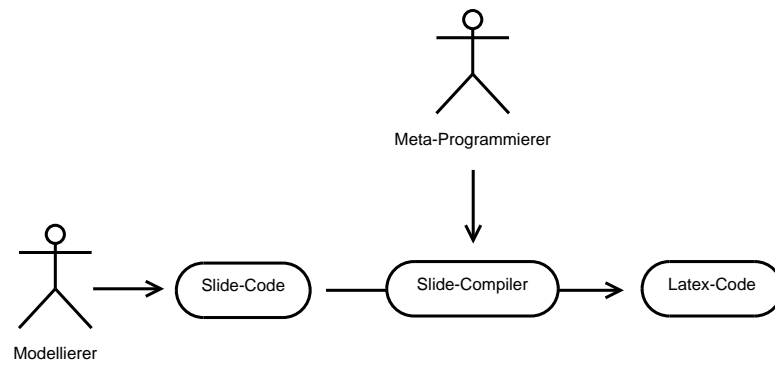 Meta-Programmierer
Slide-Code
Slide-Compiler
Latex-Code
Modellierer